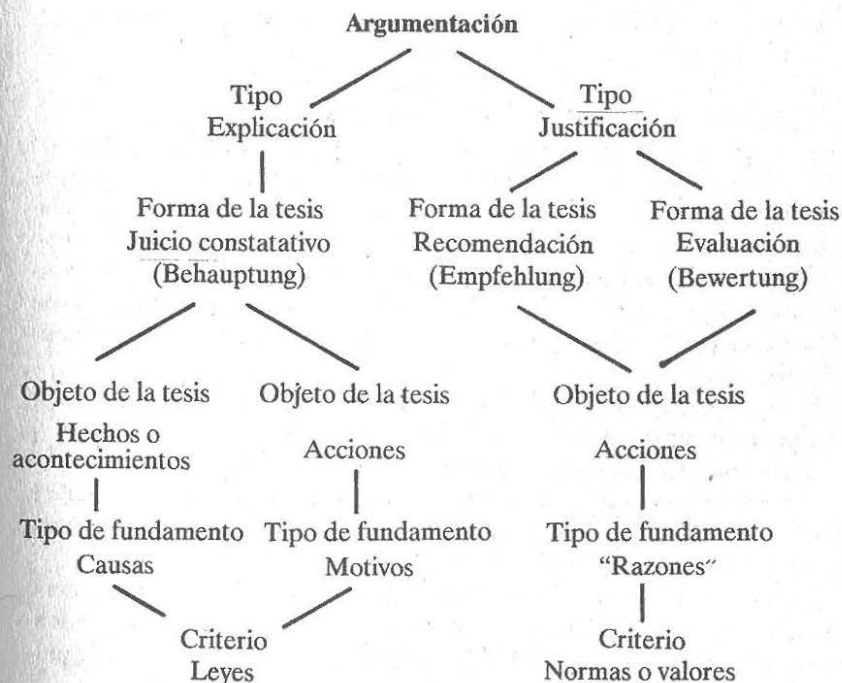 Argumentación
Tipo
Explicación
Tipo
Justificación
Forma de la tesis
Juicio constatativo
(Behauptung)
Forma de la tesis
Recomendación
(Empfehlung)
Forma de la tesis
Evaluación
(Bewertung)
Objeto de la tesis
Hechos o
acontecimientos
Objeto de la tesis
Acciones
Objeto de la tesis
Acciones
Tipo de fundamento
Causas
Tipo de fundamento
Motivos
Tipo de fundamento
“Razones”
Criterio
Leyes
Criterio
Normas o valores